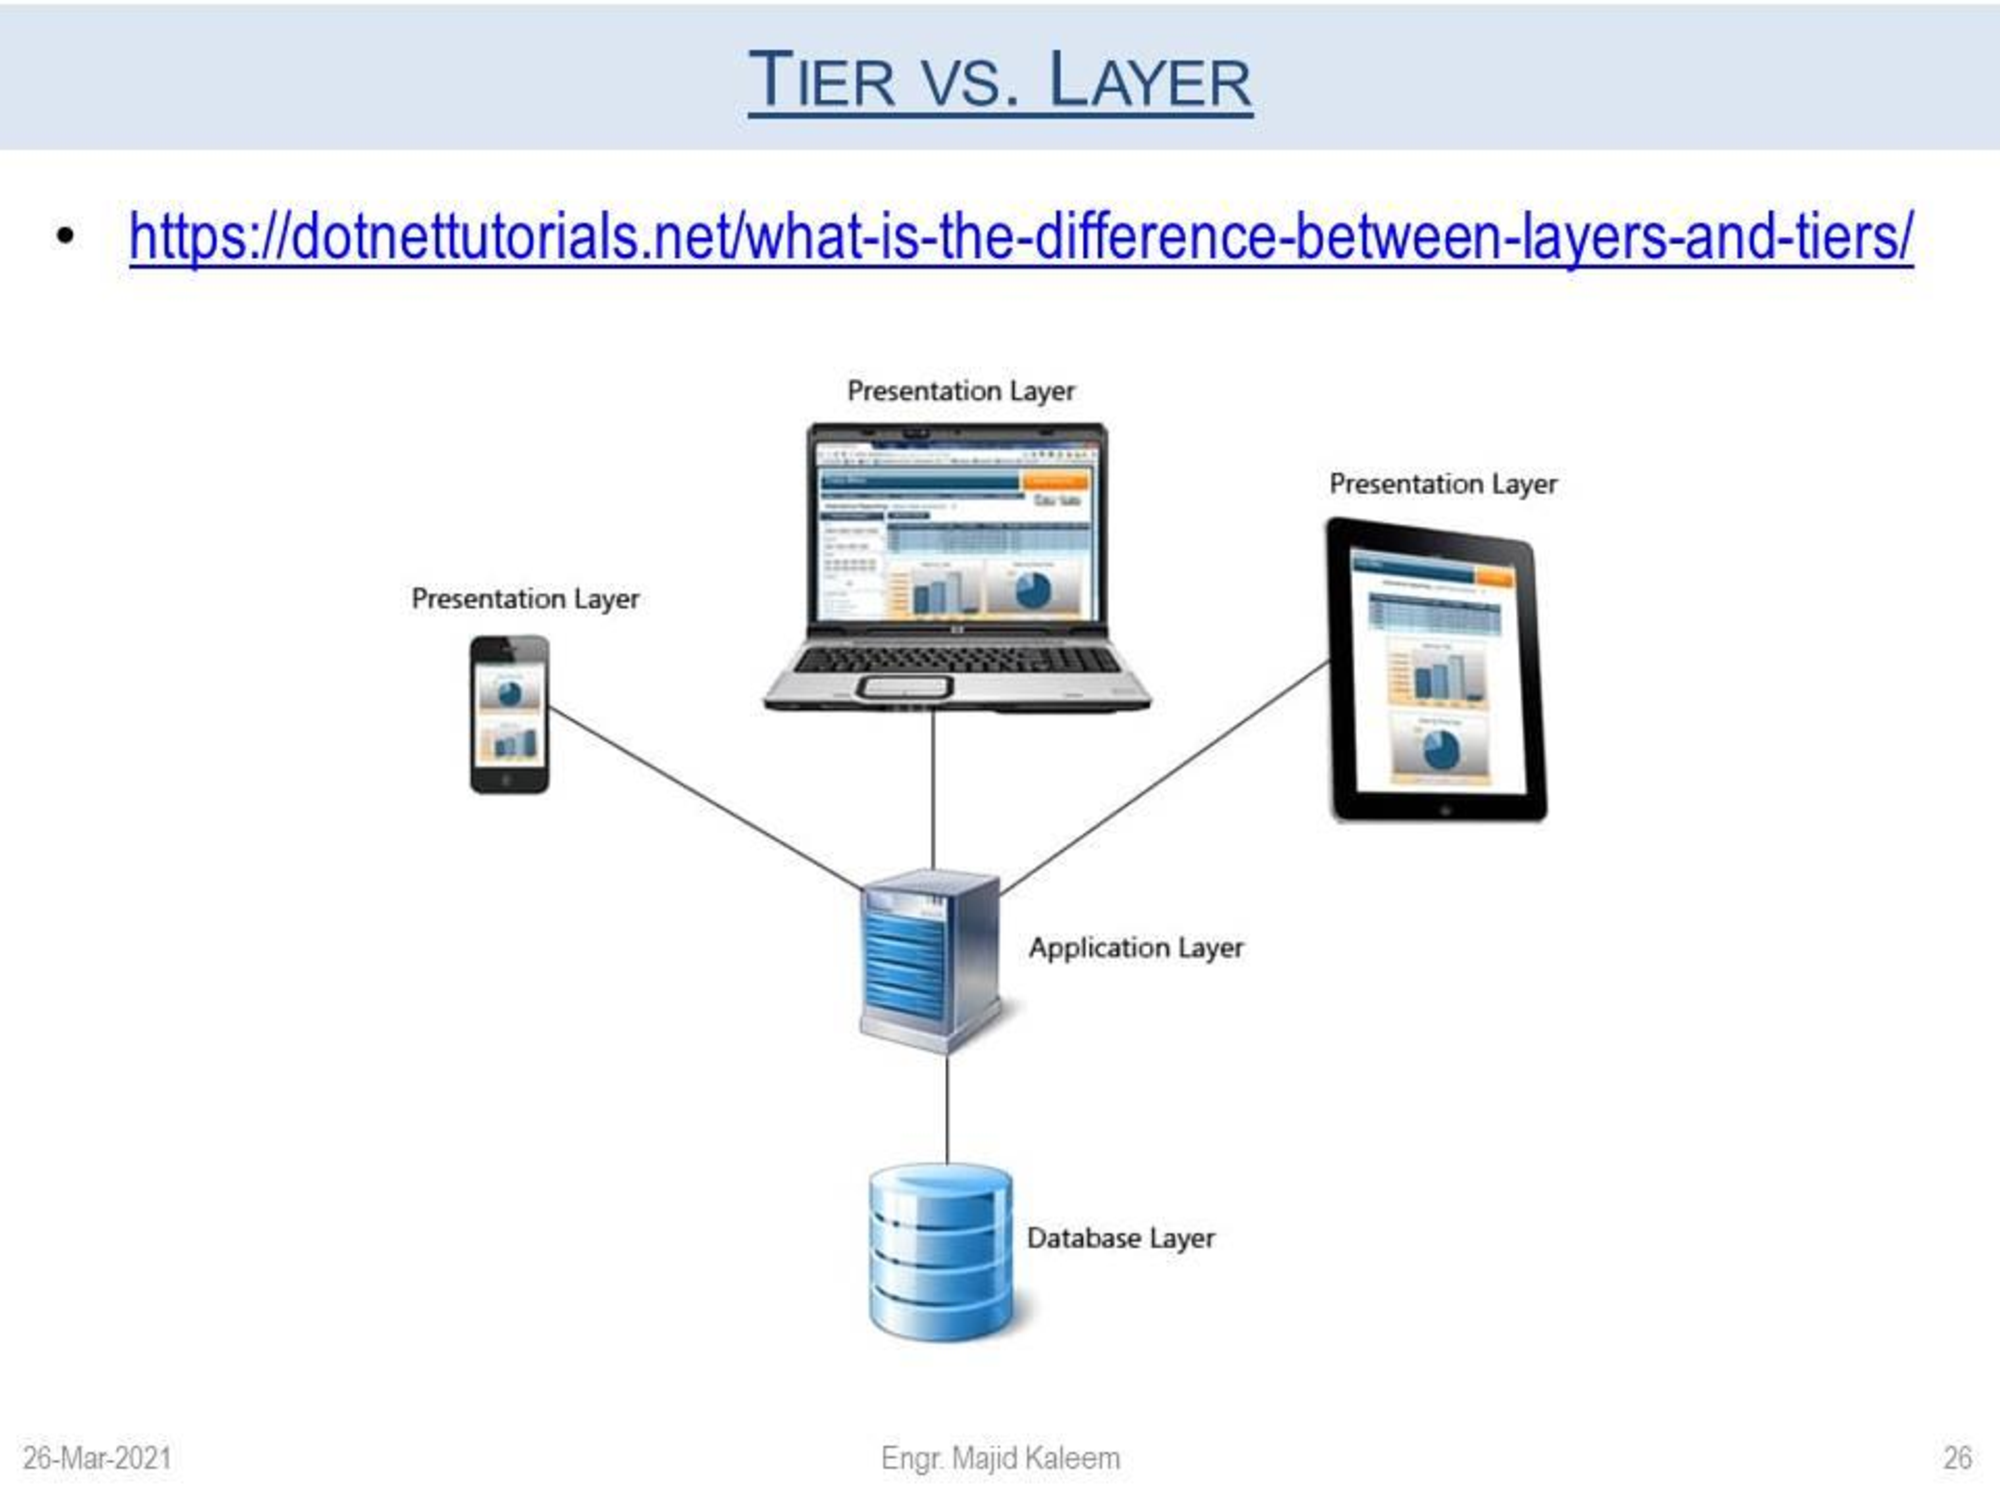 TIER VS. LAYER
• https://dotnettutorials.net/what-is-the-difference-between-layers-and-tiers/
Presentation Layer
Presentation Layer
Presentation Layer
Application Layer
Database Layer
26-Mar-2021
Engr. Majid Kaleem
26